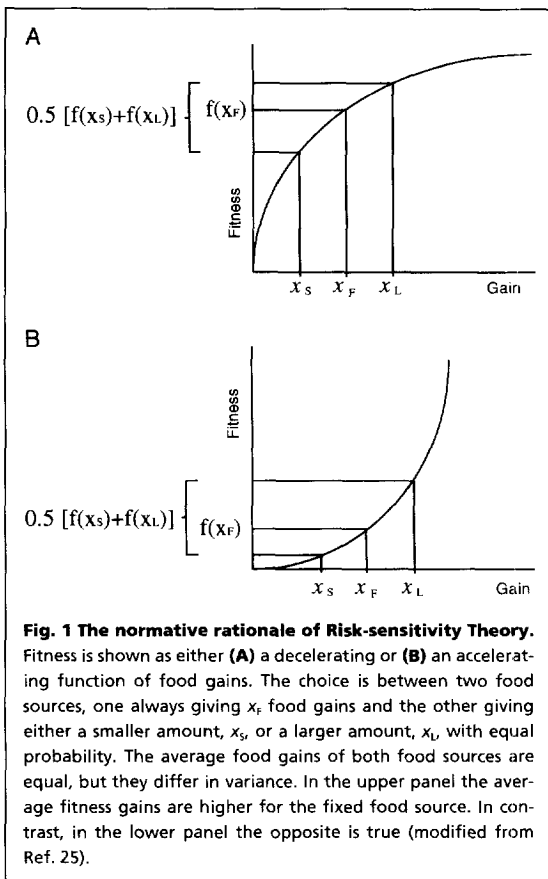 A
0.5 [f(xS)+f(xL)]
f(xF)
Fitness
xS xF xL Gain
B
Fitness
0.5 [f(xS)+f(xL)]
f(xF)
xS xF xL Gain
Fig. 1 The normative rationale of Risk-sensitivity Theory.
Fitness is shown as either (A) a decelerating or (B) an accelerat-
ing function of food gains. The choice is between two food
sources, one always giving xF food gains and the other giving
either a smaller amount, xS, or a larger amount, xL, with equal
probability. The average food gains of both food sources are
equal, but they differ in variance. In the upper panel the aver-
age fitness gains are higher for the fixed food source. In con-
trast, in the lower panel the opposite is true (modified from
Ref. 25).